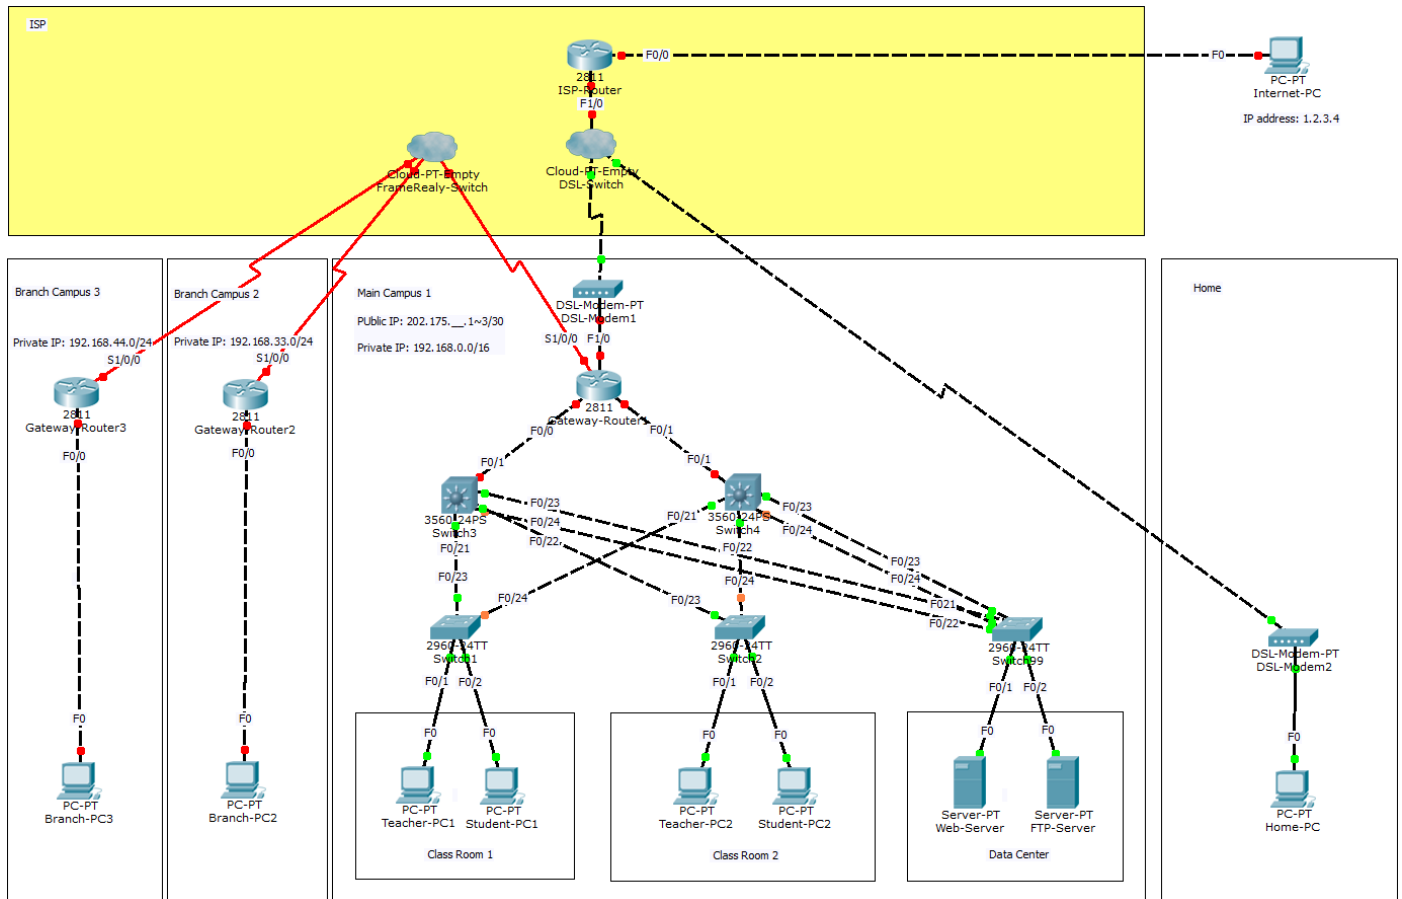 ISP
F0/0
F0
2811
ISP-Router
F1/0
PC-PT
Internet-PC
IP address: 1.2.3.4
Cloud-PT-Empty
FrameRealy-Switch
Cloud-PT-Empty
DSL-Switch
Branch Campus 3
Private IP: 192.168.44.0/24
S1/0/0
2811
Gateway-Router3
F0/0
F0
PC-PT
Branch-PC3
Branch Campus 2
Private IP: 192.168.33.0/24
S1/0/0
2811
Gateway-Router2
F0/0
F0
PC-PT
Branch-PC2
Main Campus 1
PUblic IP: 202.175.__.1~3/30
Private IP: 192.168.0.0/16
DSL-Modem-PT
DSL-Modem1
S1/0/0
F1/0
2811
Gateway-Router
F0/0
F0/1
F0/1
F0/1
3560-24PS
Switch3
3560-24PS
Switch4
F0/23
F0/24
F0/22
F0/21
F0/21
F0/23
F0/24
F0/22
F0/23
F0/24
F0/24
F0/23
F0/24
F021
F0/22
F0/23
2960-24TT
Switch1
2960-24TT
Switch2
2960-24TT
Switch99
F0/1
F0/2
F0/1
F0/2
F0/1
F0/2
F0
F0
F0
F0
F0
F0
PC-PT
Teacher-PC1
PC-PT
Student-PC1
Class Room 1
PC-PT
Teacher-PC2
PC-PT
Student-PC2
Class Room 2
Server-PT
Web-Server
Server-PT
FTP-Server
Data Center
Home
DSL-Modem-PT
DSL-Modem2
F0
PC-PT
Home-PC